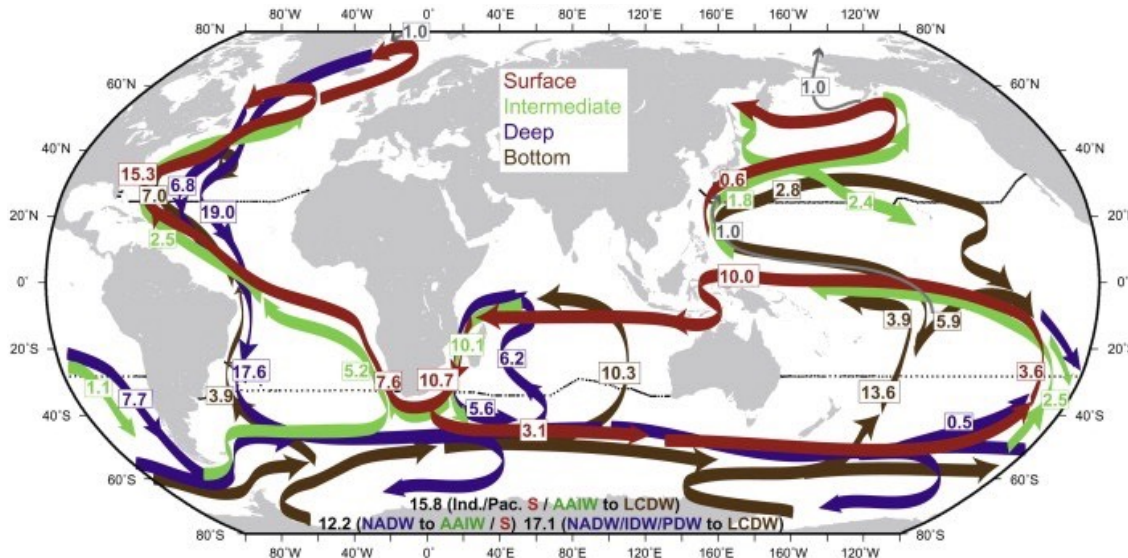 80˚N 40˚W 0˚ 40˚E 80˚E 120˚E 160˚E 160˚W 120˚W 80˚N
1.0
60˚N 60˚N
Surface
Intermediate
Deep
Bottom
1.0
40˚N 40˚N
15.3
6.8
7.0
0.6
2.8
1.8
2.4
20˚N 20˚N
19.0
2.5
1.0
0˚ 0˚
10.0
3.9 5.9
10.1
6.2
20˚S 20˚S
17.6 5.2 7.6 10.7 10.3 3.6
1.1
7.7
3.9 5.6 13.6 2.5
40˚S 40˚S
3.1 0.5
60˚S 60˚S
15.8 (Ind./Pac. S / AAIW to LCDW)
12.2 (NADW to AAIW / S) 17.1 (NADW/IDW/PDW to LCDW)
80˚S 80˚S
40˚W 0˚ 40˚E 80˚E 120˚E 160˚E 160˚W 120˚W